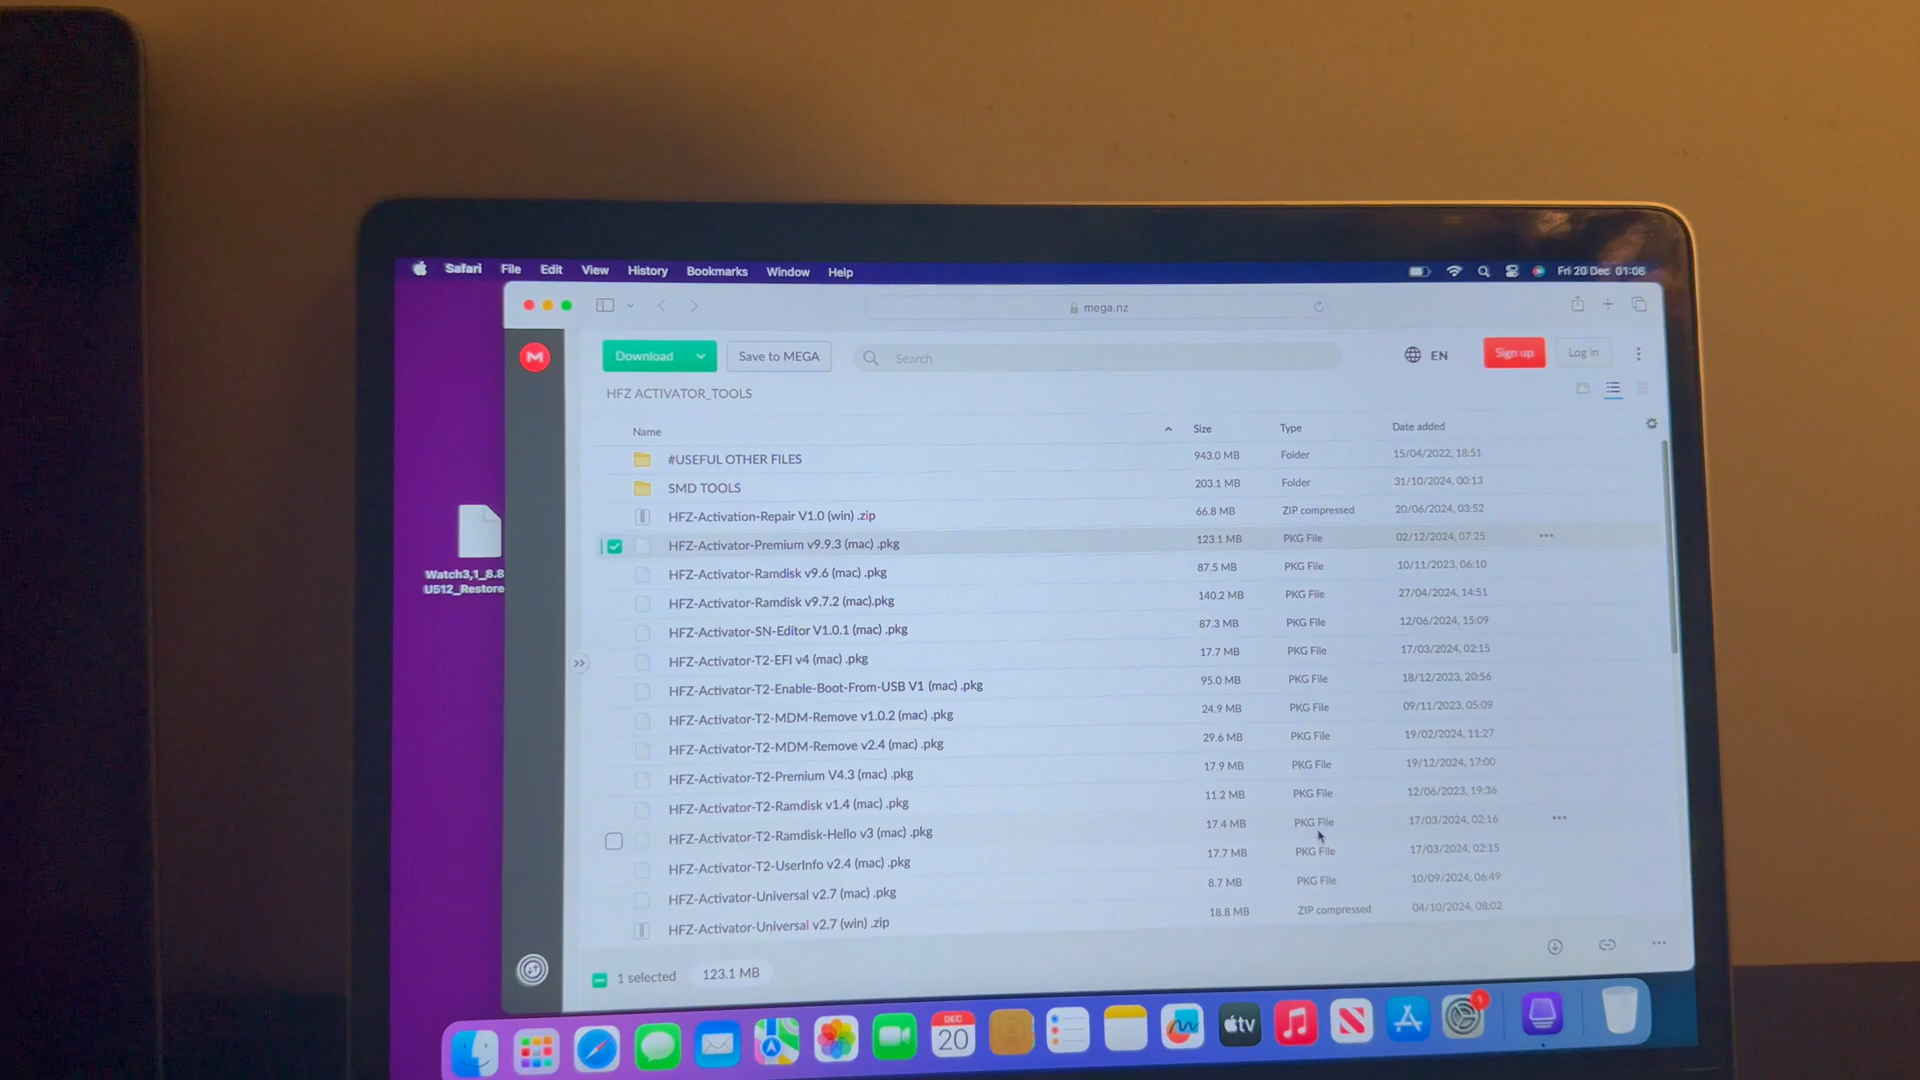 Safari File Edit View History Bookmarks Window Help Fri 20 Dec 01:06
mega.nz
Download Save to MEGA Search EN Sign up Log in
HFZ ACTIVATOR_TOOLS
Name Size Type Date added
#USEFUL OTHER FILES 943.0 MB Folder 15/04/2022, 18:51
SMD TOOLS 203.1 MB Folder 31/10/2024, 00:13
HFZ-Activation-Repair V1.0 (win) .zip 66.8 MB ZIP compressed 20/06/2024, 03:52
HFZ-Activator-Premium v9.9.3 (mac) .pkg 123.1 MB PKG File 02/12/2024, 07:25
HFZ-Activator-Ramdisk v9.6 (mac) .pkg 87.5 MB PKG File 10/11/2023, 06:10
HFZ-Activator-Ramdisk v9.7.2 (mac).pkg 140.2 MB PKG File 27/04/2024, 14:51
HFZ-Activator-SN-Editor V1.0.1 (mac) .pkg 87.3 MB PKG File 12/06/2024, 15:09
HFZ-Activator-T2-EFI v4 (mac) .pkg 17.7 MB PKG File 17/03/2024, 02:15
HFZ-Activator-T2-Enable-Boot-From-USB V1 (mac) .pkg 95.0 MB PKG File 18/12/2023, 20:56
HFZ-Activator-T2-MDM-Remove v1.0.2 (mac) .pkg 24.9 MB PKG File 09/11/2023, 05:09
HFZ-Activator-T2-MDM-Remove v2.4 (mac) .pkg 29.6 MB PKG File 19/02/2024, 11:27
HFZ-Activator-T2-Premium V4.3 (mac) .pkg 17.9 MB PKG File 19/12/2024, 17:00
HFZ-Activator-T2-Ramdisk v1.4 (mac) .pkg 11.2 MB PKG File 12/06/2023, 19:36
HFZ-Activator-T2-Ramdisk-Hello v3 (mac) .pkg 17.4 MB PKG File 17/03/2024, 02:16
HFZ-Activator-T2-UserInfo v2.4 (mac) .pkg 17.7 MB PKG File 17/03/2024, 02:15
HFZ-Activator-Universal v2.7 (mac) .pkg 8.7 MB PKG File 10/09/2024, 06:49
HFZ-Activator-Universal v2.7 (win) .zip 18.8 MB ZIP compressed 04/10/2024, 08:02
Watch3,1_8.8
U512_Restore
1 selected 123.1 MB
DEC
20
tv
1